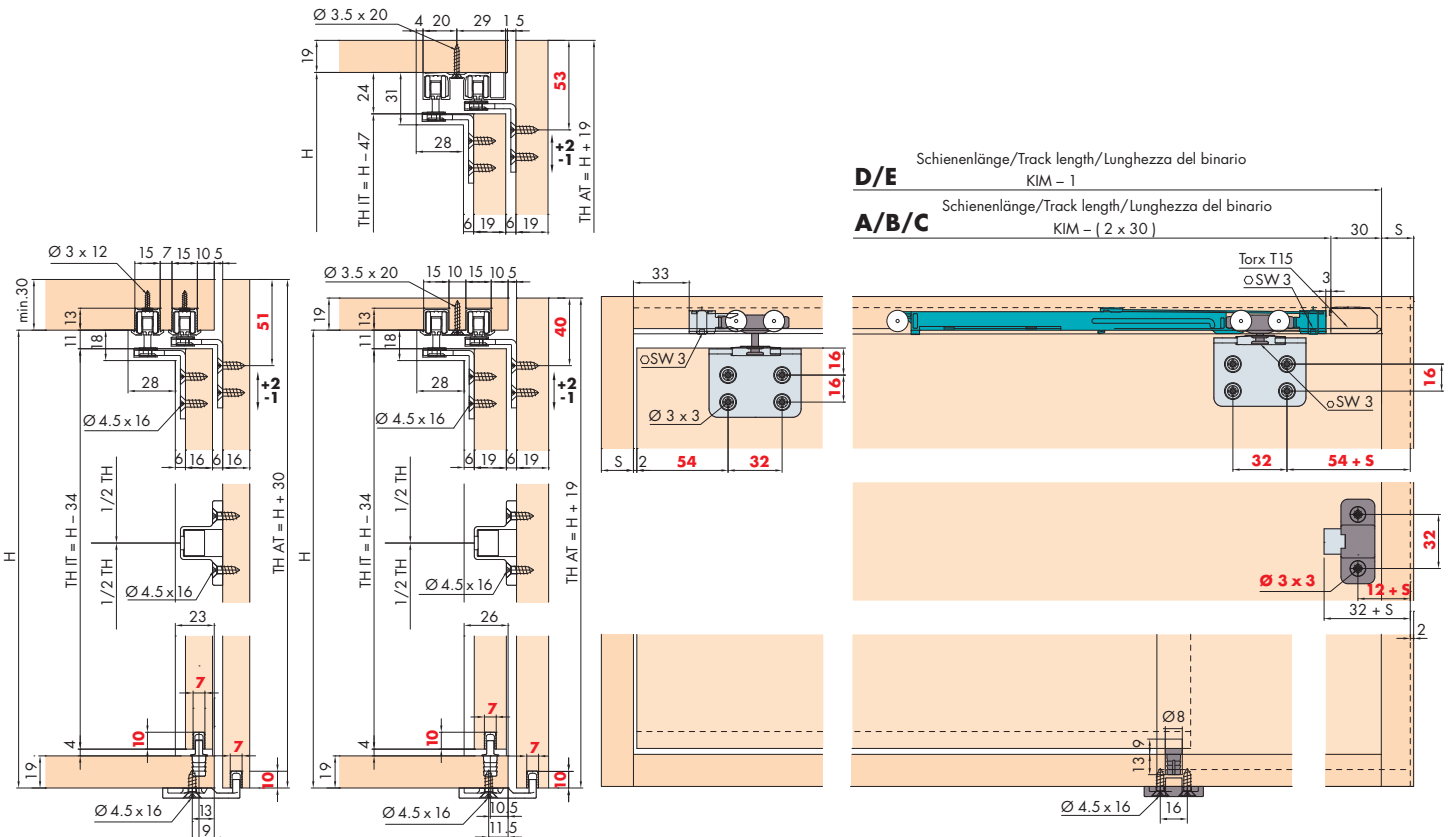 Ø 3.5 x 20
4 20 29 1 5
19
53
24
31
28
+2
-1
H
TH IT = H – 47
TH AT = H + 19
6 19 6 19
Schienenlänge/Track length/Lunghezza del binario
D/E
KIM – 1
Schienenlänge/Track length/Lunghezza del binario
A/B/C
KIM – ( 2 x 30 )
30 S
Torx T15
3
SW 3
Ø 3 x 12
15 7 15 10 5
min.30
13
11
18
51
28
+2
-1
Ø 4.5 x 16
6 16 6 16
1/2 TH
1/2 TH
H
TH IT = H – 34
TH AT = H + 30
Ø 4.5 x 16
23
7
10
4
19
7
10
Ø 4.5 x 16
13
9
Ø 3.5 x 20
15 10 15 10 5
19
13
11
18
40
28
+2
-1
Ø 4.5 x 16
6 19 6 19
1/2 TH
1/2 TH
H
TH IT = H – 34
TH AT = H + 19
Ø 4.5 x 16
26
7
10
4
19
7
10
Ø 4.5 x 16
10.5
11.5
33
SW 3
16
16
Ø 3 x 3
S 2 54 32
16
SW 3
32 54 + S
32
Ø 3 x 3
12 + S
32 + S
2
Ø8
9
13
Ø 4.5 x 16
16